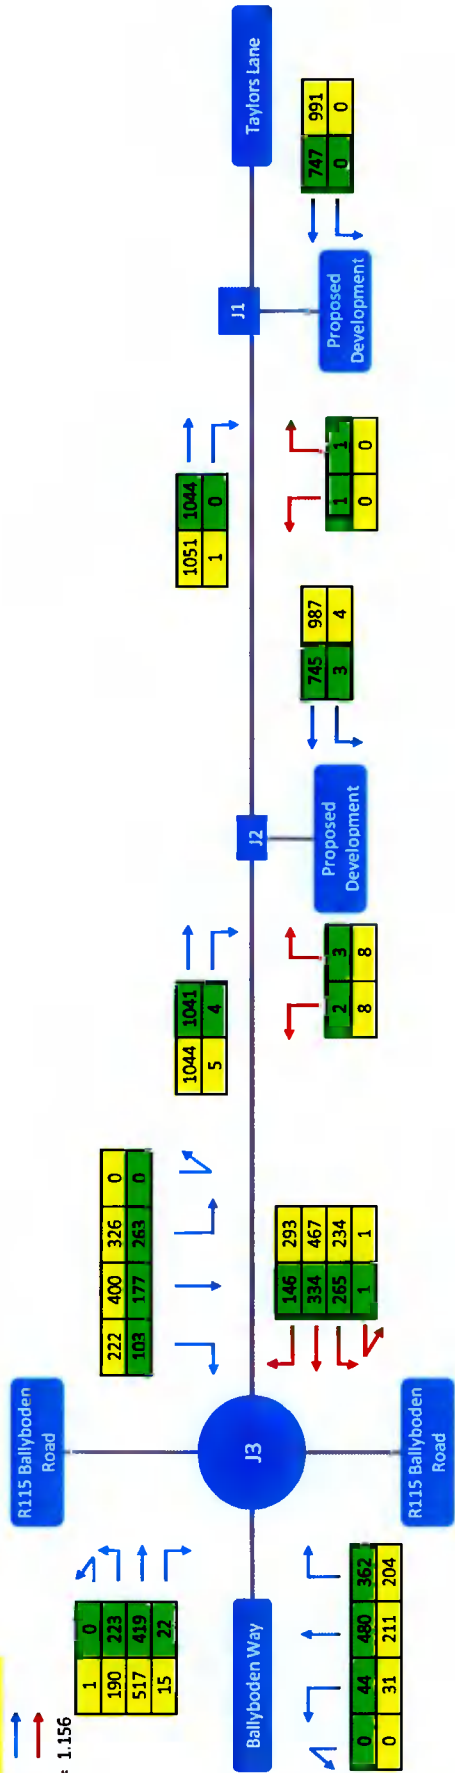 : 1.156
R115 Ballyboden
Road
222 400 326 0
103 177 263 0
1 0
190 223
517 419
15 22
J3
Ballyboden Way
0 44 480 362
0 31 211 204
R115 Ballyboden
Road
146 293
334 467
265 234
1 1
1044 1041
5 4
J2
Proposed
Development
2 3
8 8
745 987
3 4
1051 1044
1 0
J1
Proposed
Development
1 1
0 0
747 991
0 0
Taylors Lane